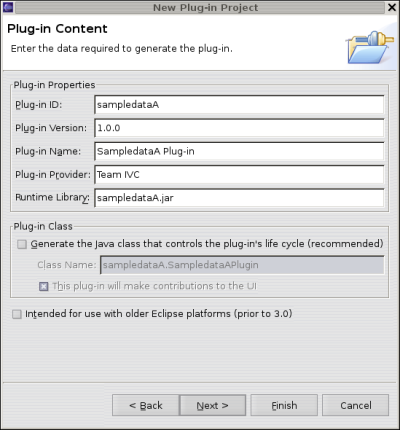 New Plug-in Project
Plug-in Content
Enter the data required to generate the plug-in.
Plug-in Properties
Plug-in ID: sampledataA
Plug-in Version: 1.0.0
Plug-in Name: SampledataA Plug-in
Plug-in Provider: Team IVC
Runtime Library: sampledataA.jar
Plug-in Class
Generate the Java class that controls the plug-in's life cycle (recommended)
Class Name: sampledataA.SampledataAPlugin
This plug-in will make contributions to the UI
Intended for use with older Eclipse platforms (prior to 3.0)
< Back Next > Finish Cancel